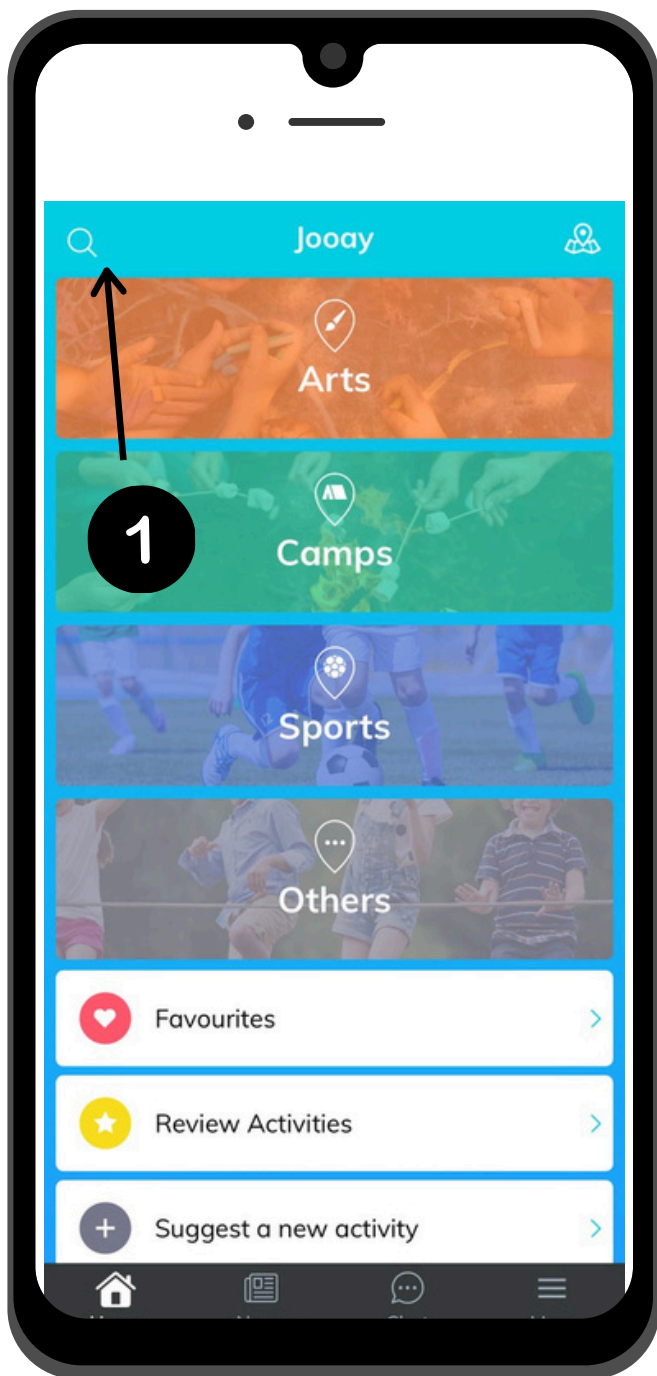 Jooay
Arts
1
Camps
Sports
Others
Favourites
Review Activities
Suggest a new activity